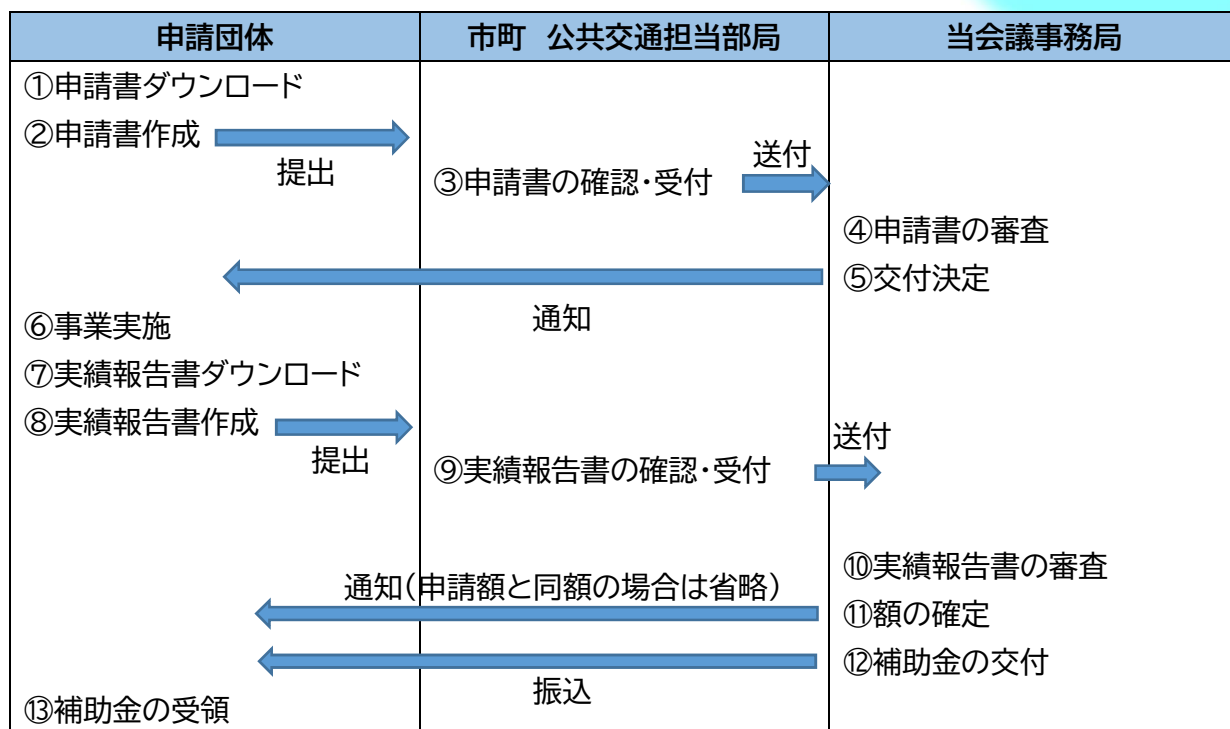 申請団体
市町 公共交通担当部局
当会議事務局
①申請書ダウンロード
②申請書作成
提出
③申請書の確認・受付
送付
④申請書の審査
⑤交付決定
通知
⑥事業実施
⑦実績報告書ダウンロード
⑧実績報告書作成
提出
⑨実績報告書の確認・受付
送付
⑩実績報告書の審査
通知(申請額と同額の場合は省略)
⑪額の確定
⑫補助金の交付
振込
⑬補助金の受領